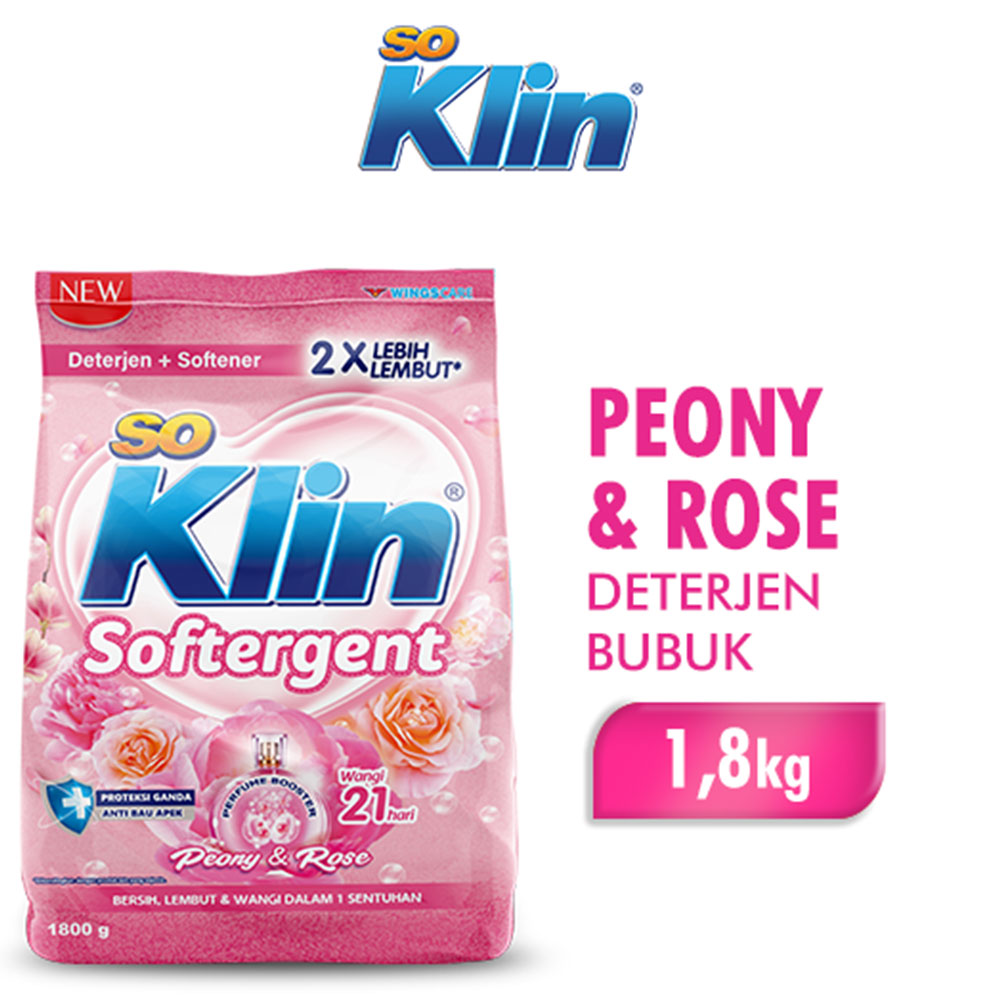 SO
Klin®
NEW
WINGSCARE
Deterjen + Softener
2X LEBIH
LEMBUT*
SO
Klin®
Softergent
PEONY
& ROSE
DETERJEN
BUBUK
1,8kg
PROTEKSI GANDA
ANTI BAU APEK
PERFUME BOOSTER
Wangi
21 hari
Peony & Rose
BERSIH, LEMBUT & WANGI DALAM 1 SENTUHAN
1800 g